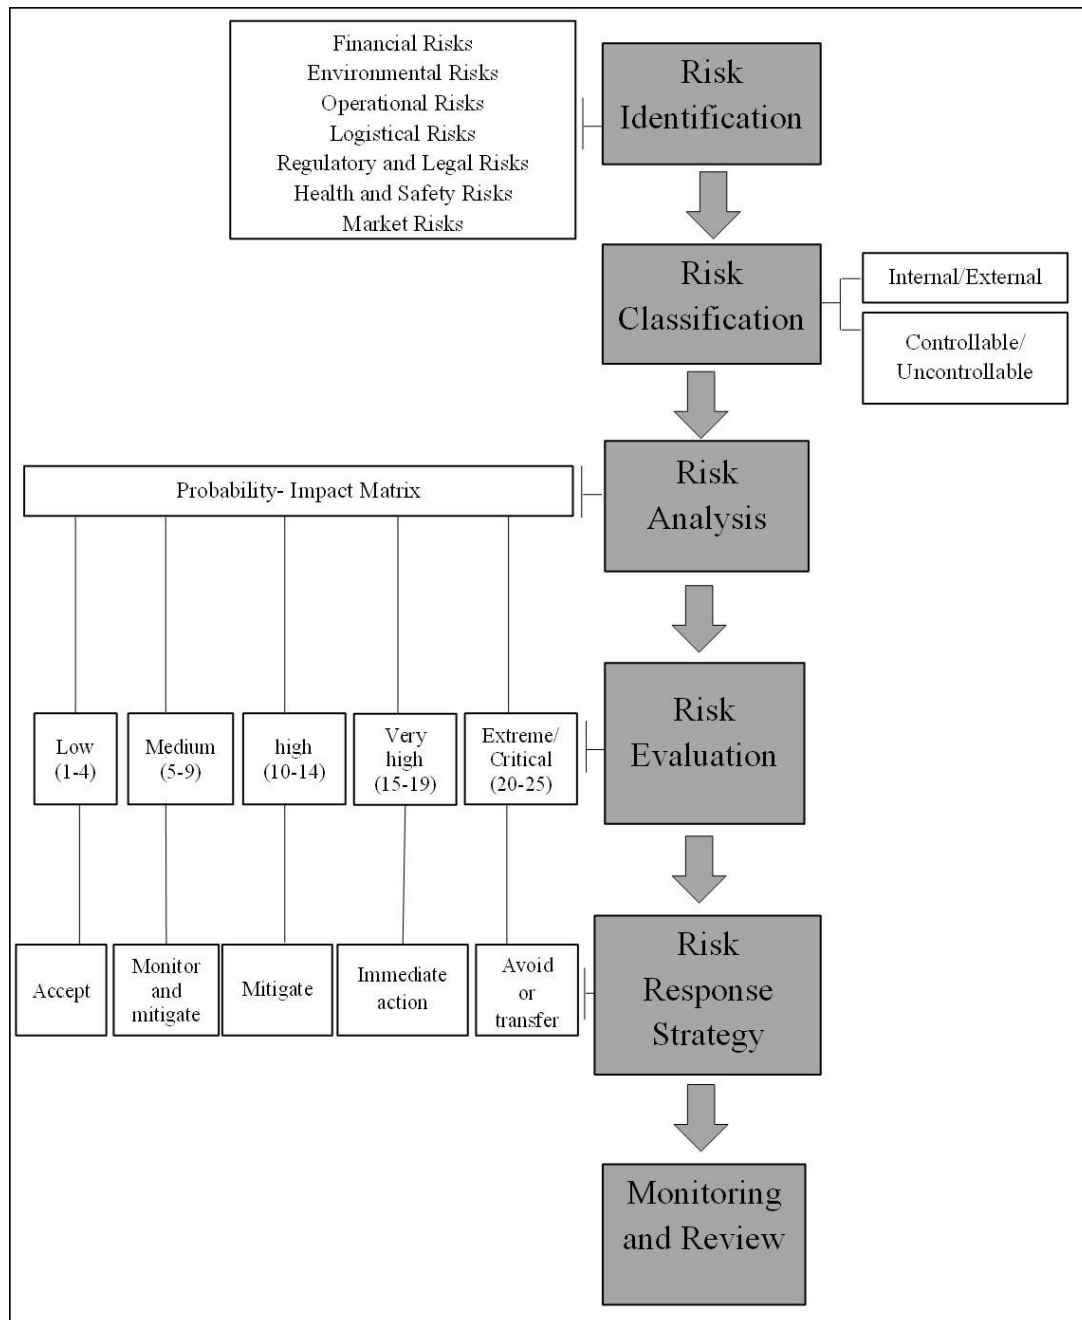 Financial Risks
Environmental Risks
Operational Risks
Logistical Risks
Regulatory and Legal Risks
Health and Safety Risks
Market Risks
Risk
Identification
Risk
Classification
Internal/External
Controllable/
Uncontrollable
Probability- Impact Matrix
Risk
Analysis
Low
(1-4)
Medium
(5-9)
high
(10-14)
Very
high
(15-19)
Extreme/
Critical
(20-25)
Risk
Evaluation
Accept
Monitor
and
mitigate
Mitigate
Immediate
action
Avoid
or
transfer
Risk
Response
Strategy
Monitoring
and Review